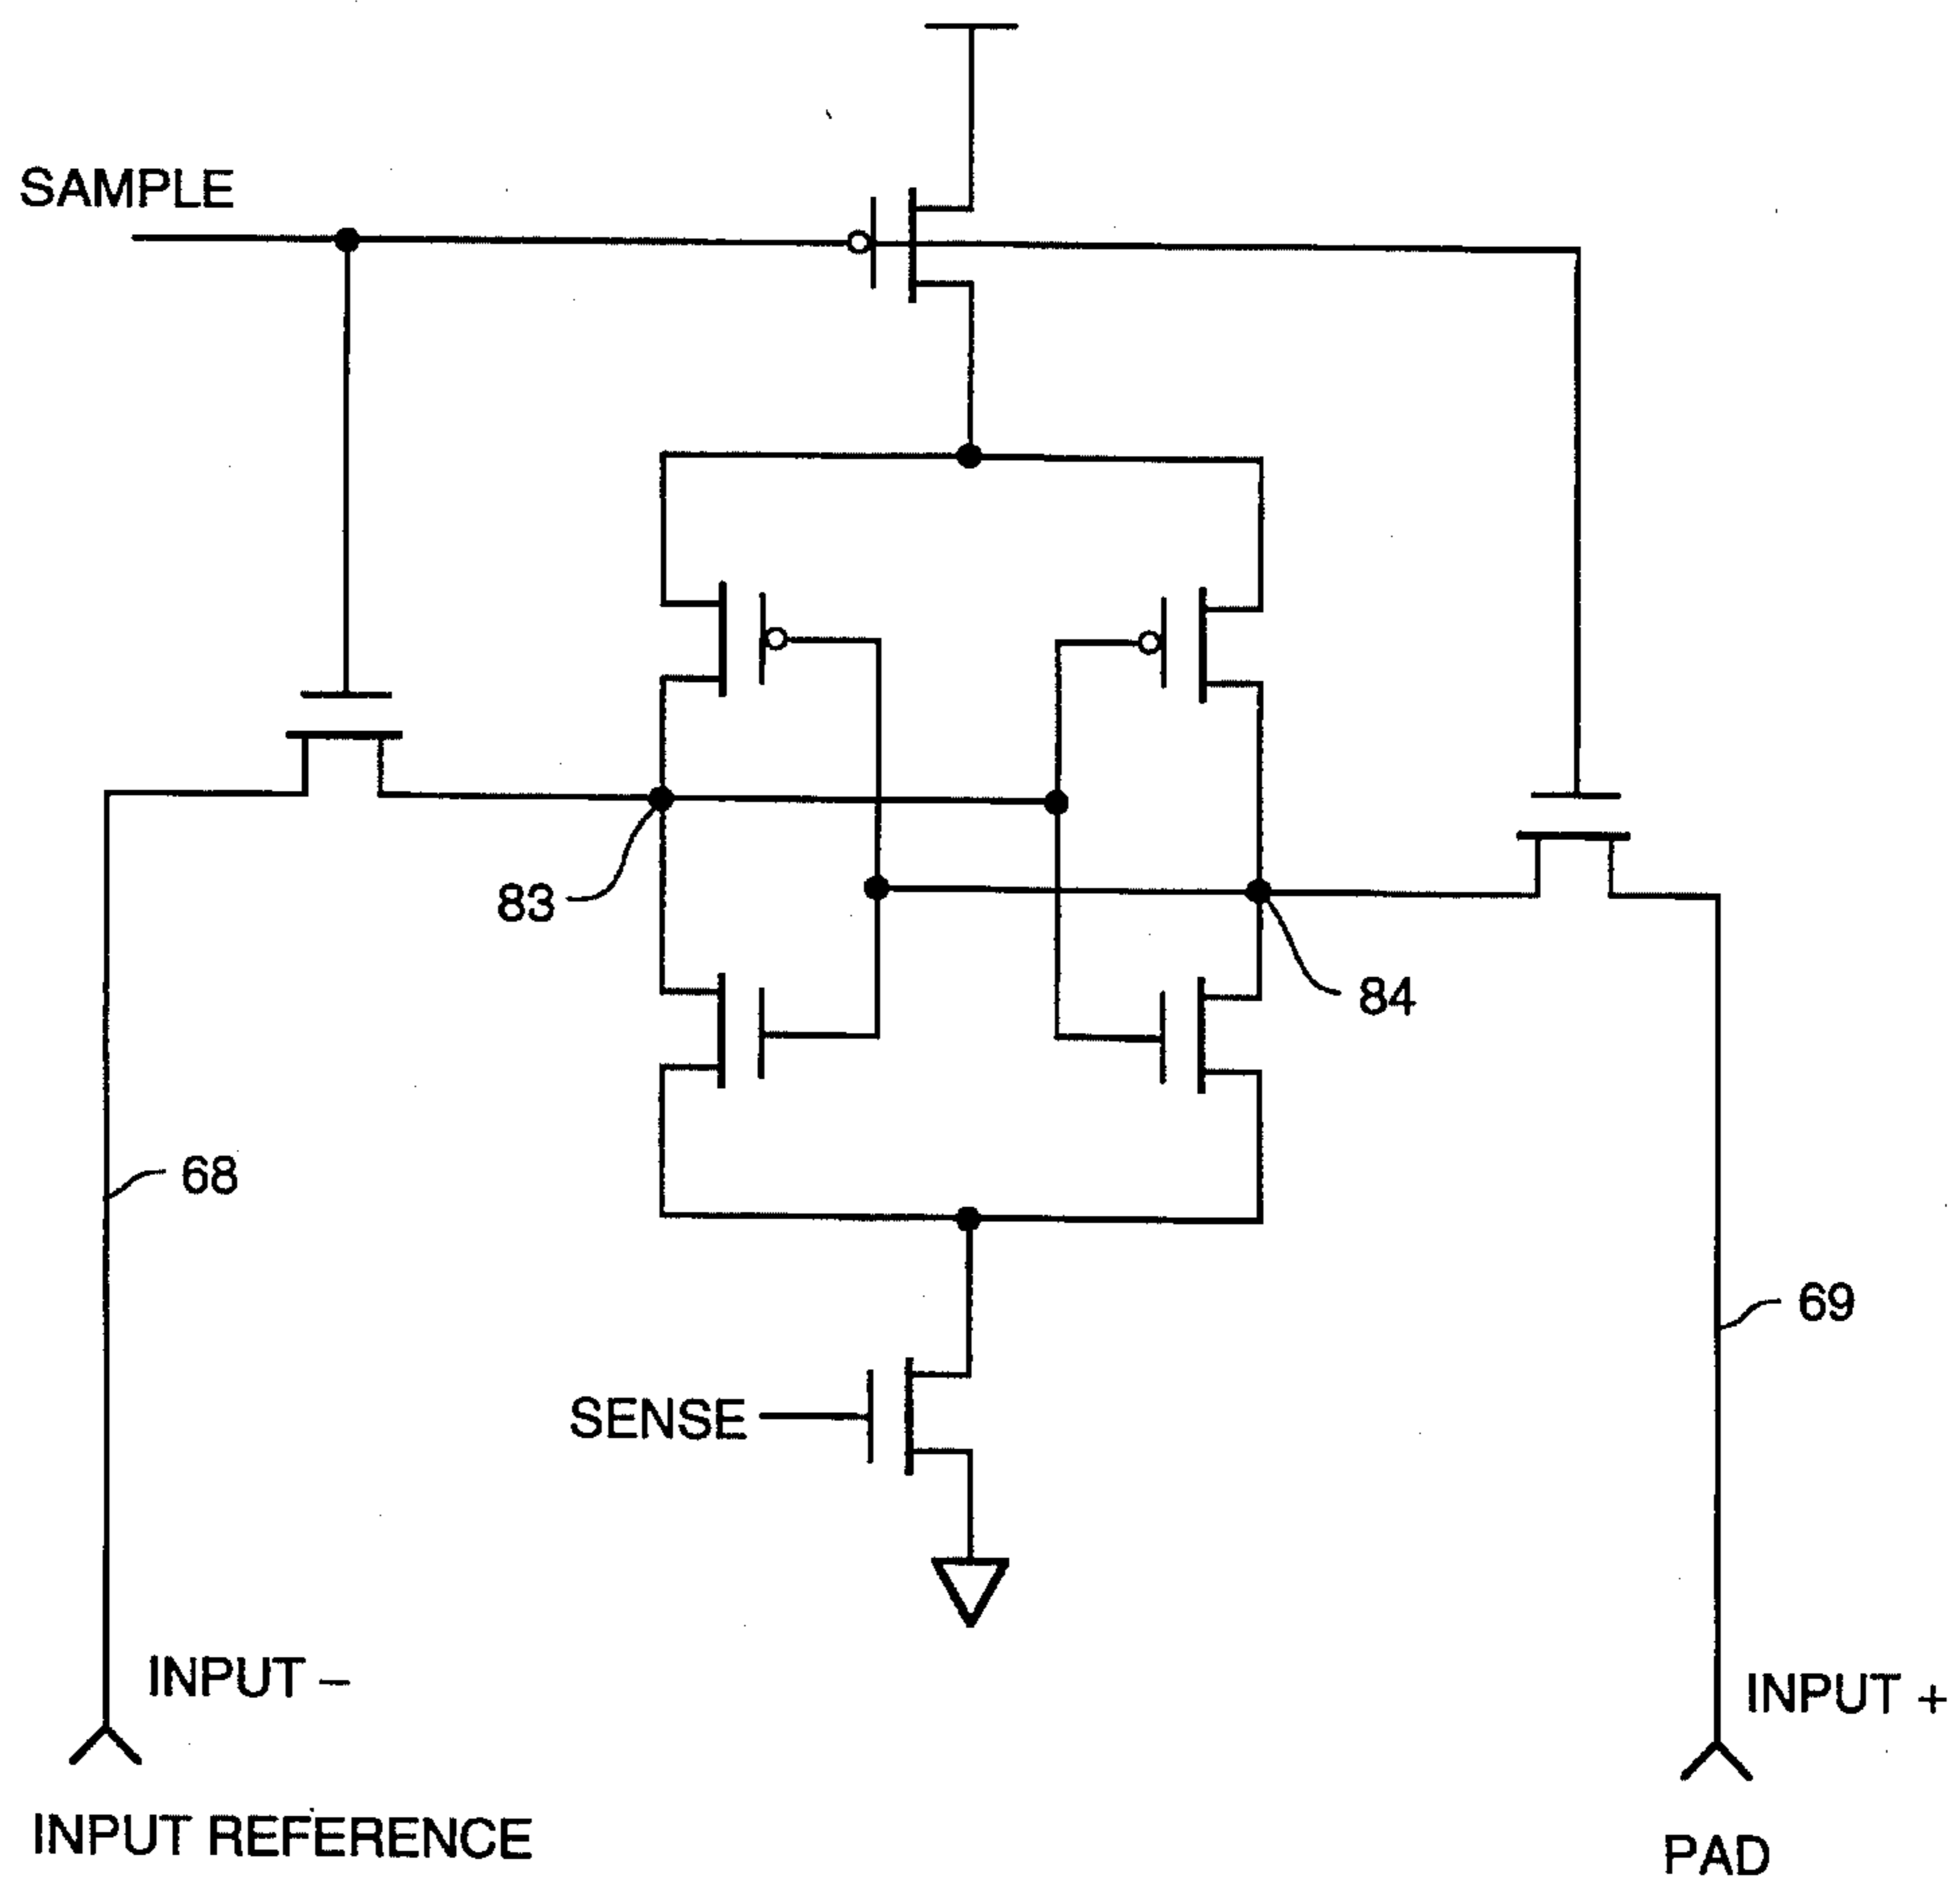 SAMPLE
83
84
68
69
SENSE
INPUT –
INPUT +
INPUT REFERENCE
PAD